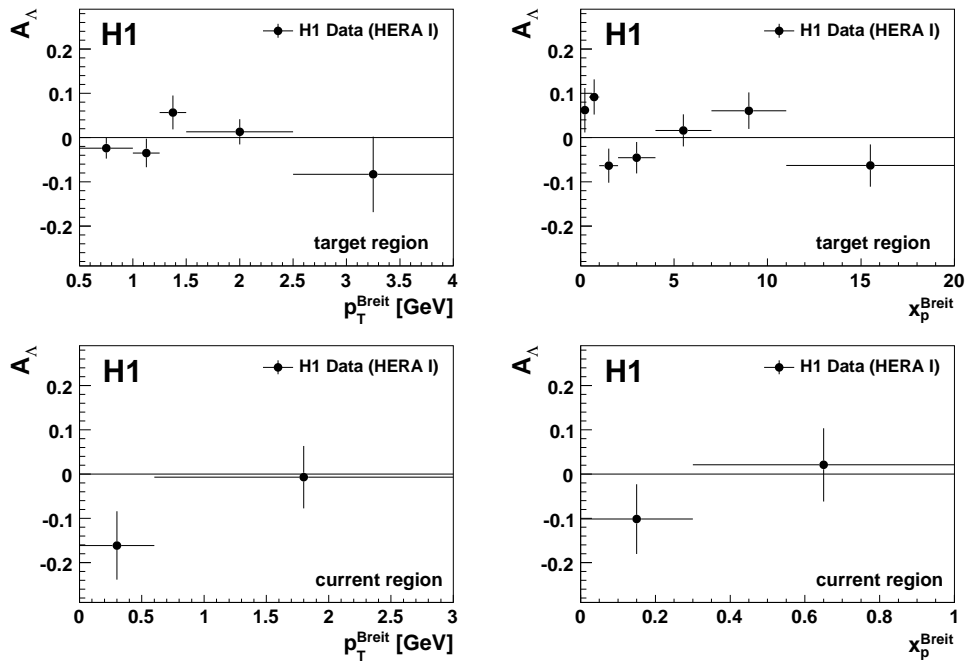 H1
H1 Data (HERA I)
A_Λ
0.2
0.1
0
-0.1
-0.2
target region
0.5 1 1.5 2 2.5 3 3.5 4
p_T^Breit [GeV]
H1
H1 Data (HERA I)
A_Λ
0.2
0.1
0
-0.1
-0.2
target region
0 5 10 15 20
x_p^Breit
H1
H1 Data (HERA I)
A_Λ
0.2
0.1
0
-0.1
-0.2
current region
0 0.5 1 1.5 2 2.5 3
p_T^Breit [GeV]
H1
H1 Data (HERA I)
A_Λ
0.2
0.1
0
-0.1
-0.2
current region
0 0.2 0.4 0.6 0.8 1
x_p^Breit